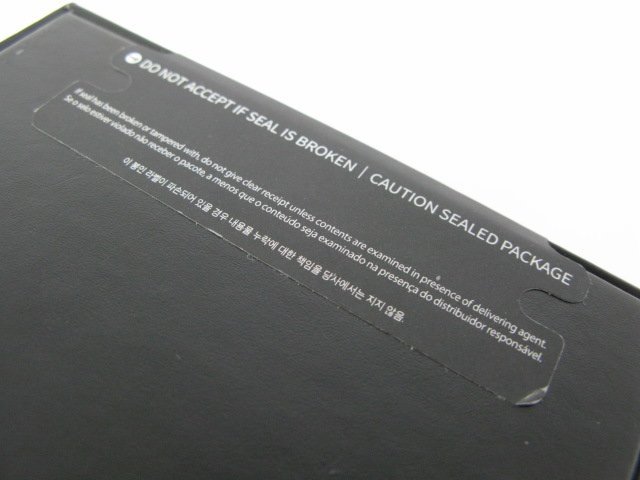 DO NOT ACCEPT IF SEAL IS BROKEN | CAUTION SEALED PACKAGE
If seal has been broken or tampered with, do not give clear receipt unless contents are examined in presence of delivering agent.
Se o selo estiver violado não receber o pacote, a menos que o conteúdo seja examinado na presença do distribuidor responsável.
이 봉인 라벨이 파손되어 있을 경우 내용물 누락에 대한 책임을 당사에서는 지지 않음.